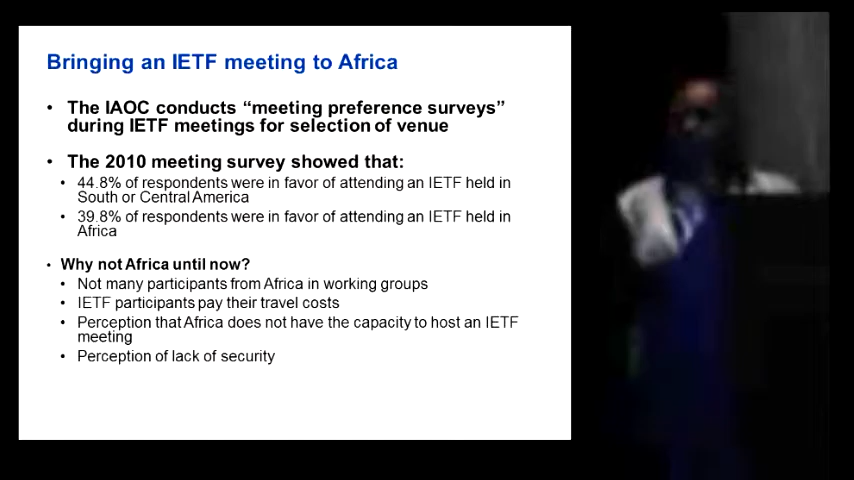 Bringing an IETF meeting to Africa
• The IAOC conducts “meeting preference surveys”
during IETF meetings for selection of venue
• The 2010 meeting survey showed that:
• 44.8% of respondents were in favor of attending an IETF held in
South or Central America
• 39.8% of respondents were in favor of attending an IETF held in
Africa
• Why not Africa until now?
• Not many participants from Africa in working groups
• IETF participants pay their travel costs
• Perception that Africa does not have the capacity to host an IETF
meeting
• Perception of lack of security